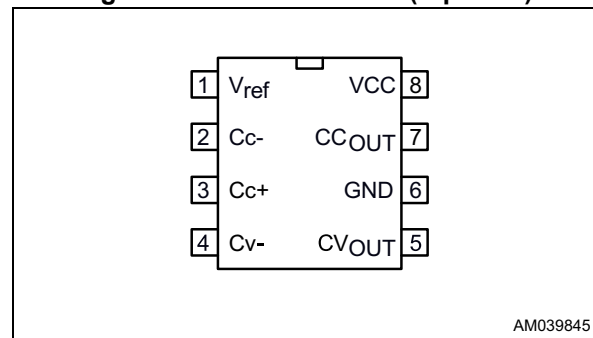 1 Vref VCC 8
2 Cc- CCOUT 7
3 Cc+ GND 6
4 Cv- CVOUT 5
AM039845